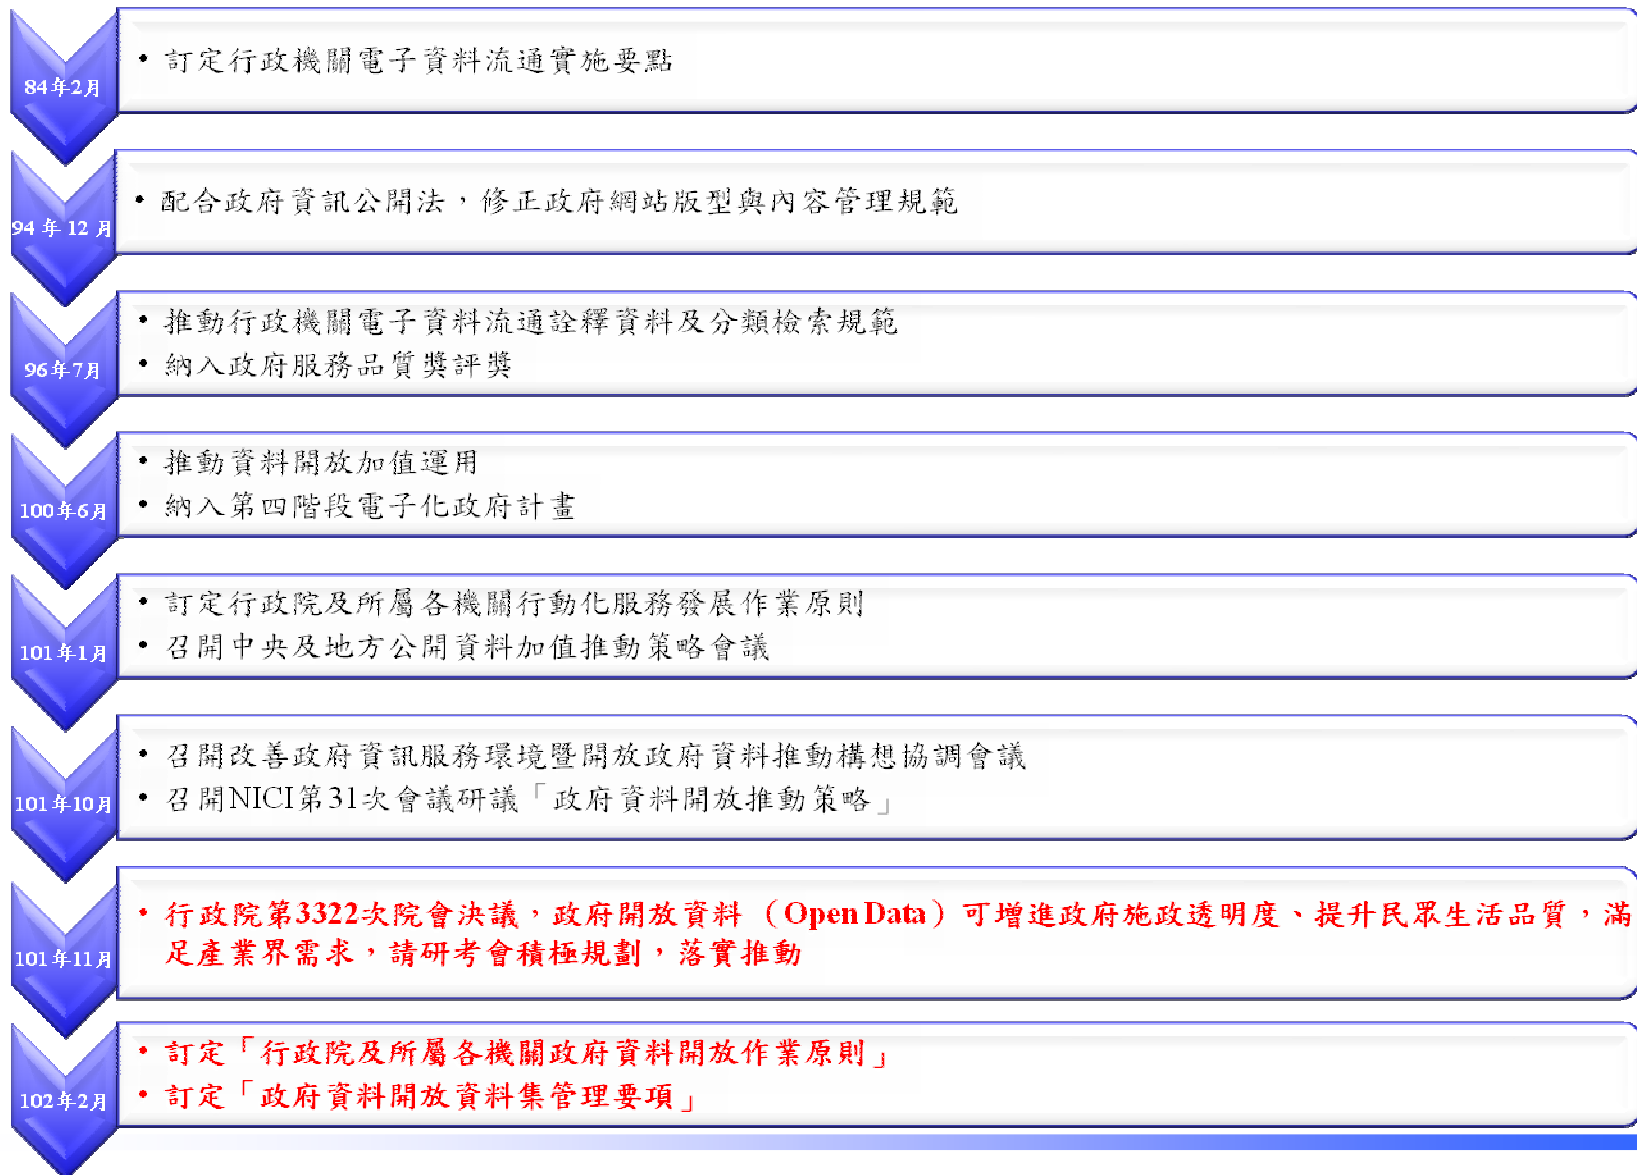 84年2月
• 訂定行政機關電子資料流通實施要點
94 年 12 月
• 配合政府資訊公開法，修正政府網站版型與內容管理規範
96年7月
• 推動行政機關電子資料流通詮釋資料及分類檢索規範
• 納入政府服務品質獎評獎
100年6月
• 推動資料開放加值運用
• 納入第四階段電子化政府計畫
101年1月
• 訂定行政院及所屬各機關行動化服務發展作業原則
• 召開中央及地方公開資料加值推動策略會議
101年10月
• 召開改善政府資訊服務環境暨開放政府資料推動構想協調會議
• 召開NICI第31次會議研議「政府資料開放推動策略」
101年11月
• 行政院第3322次院會決議，政府開放資料 （Open Data）可增進政府施政透明度、提升民眾生活品質，滿
足產業界需求，請研考會積極規劃，落實推動
102年2月
• 訂定「行政院及所屬各機關政府資料開放作業原則」
• 訂定「政府資料開放資料集管理要項」